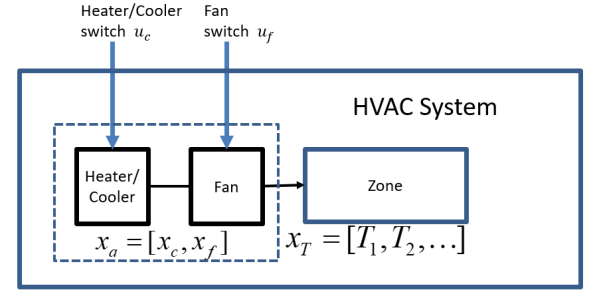 Heater/Cooler
switch u_c
Fan
switch u_f
HVAC System
Heater/
Cooler
Fan
Zone
x_a = [x_c, x_f]
x_T = [T_1, T_2, ...]